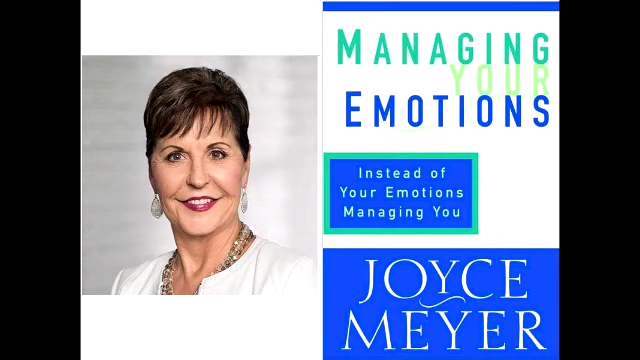 MANAGING
YOUR
EMOTIONS
Instead of
Your Emotions
Managing You
JOYCE
MEYER